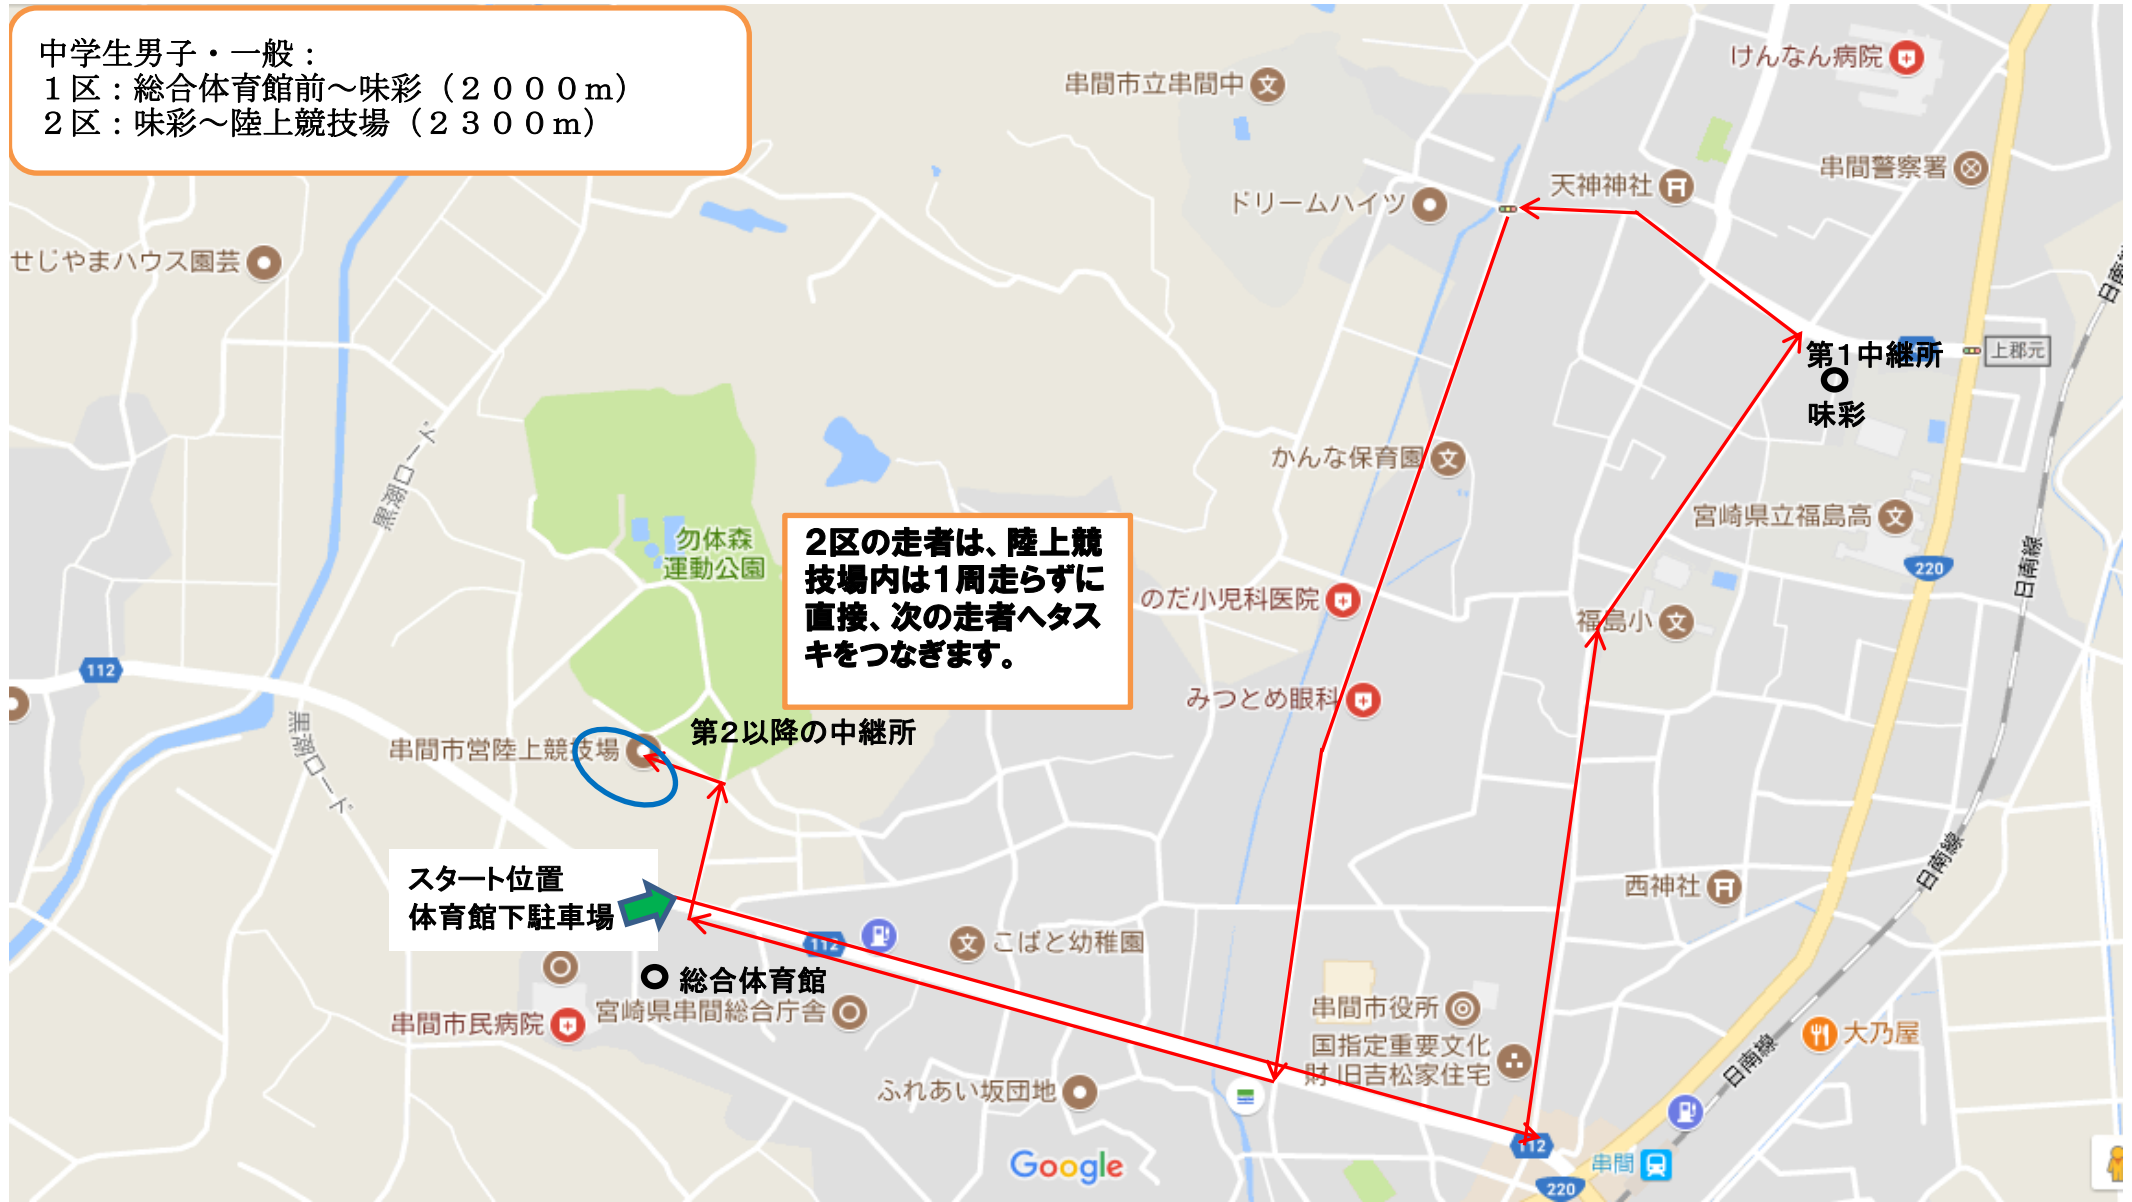 中学生男子・一般：
１区：総合体育館前～味彩（２０００ｍ）
２区：味彩～陸上競技場（２３００ｍ）
けんなん病院
串間市立串間中
串間警察署
天神神社
ドリームハイツ
せじやまハウス園芸
日南線
第１中継所
上郡元
味彩
黒潮ロード
かんな保育園
宮崎県立福島高
220
日南線
勿体森
運動公園
２区の走者は、陸上競
技場内は１周走らずに
直接、次の走者へタス
キをつなぎます。
のだ小児科医院
福島小
112
みつとめ眼科
黒潮ロード
第２以降の中継所
串間市営陸上競技場
スタート位置
体育館下駐車場
西神社
日南線
112
こばと幼稚園
総合体育館
宮崎県串間総合庁舎
串間市民病院
串間市役所
国指定重要文化
財 旧吉松家住宅
大乃屋
日南線
ふれあい坂団地
112
Google
串間
220